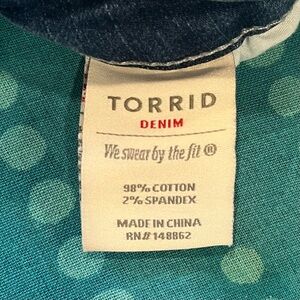 TORRID
DENIM
We swear by the fit ®
98% COTTON
2% SPANDEX
MADE IN CHINA
RN# 148862